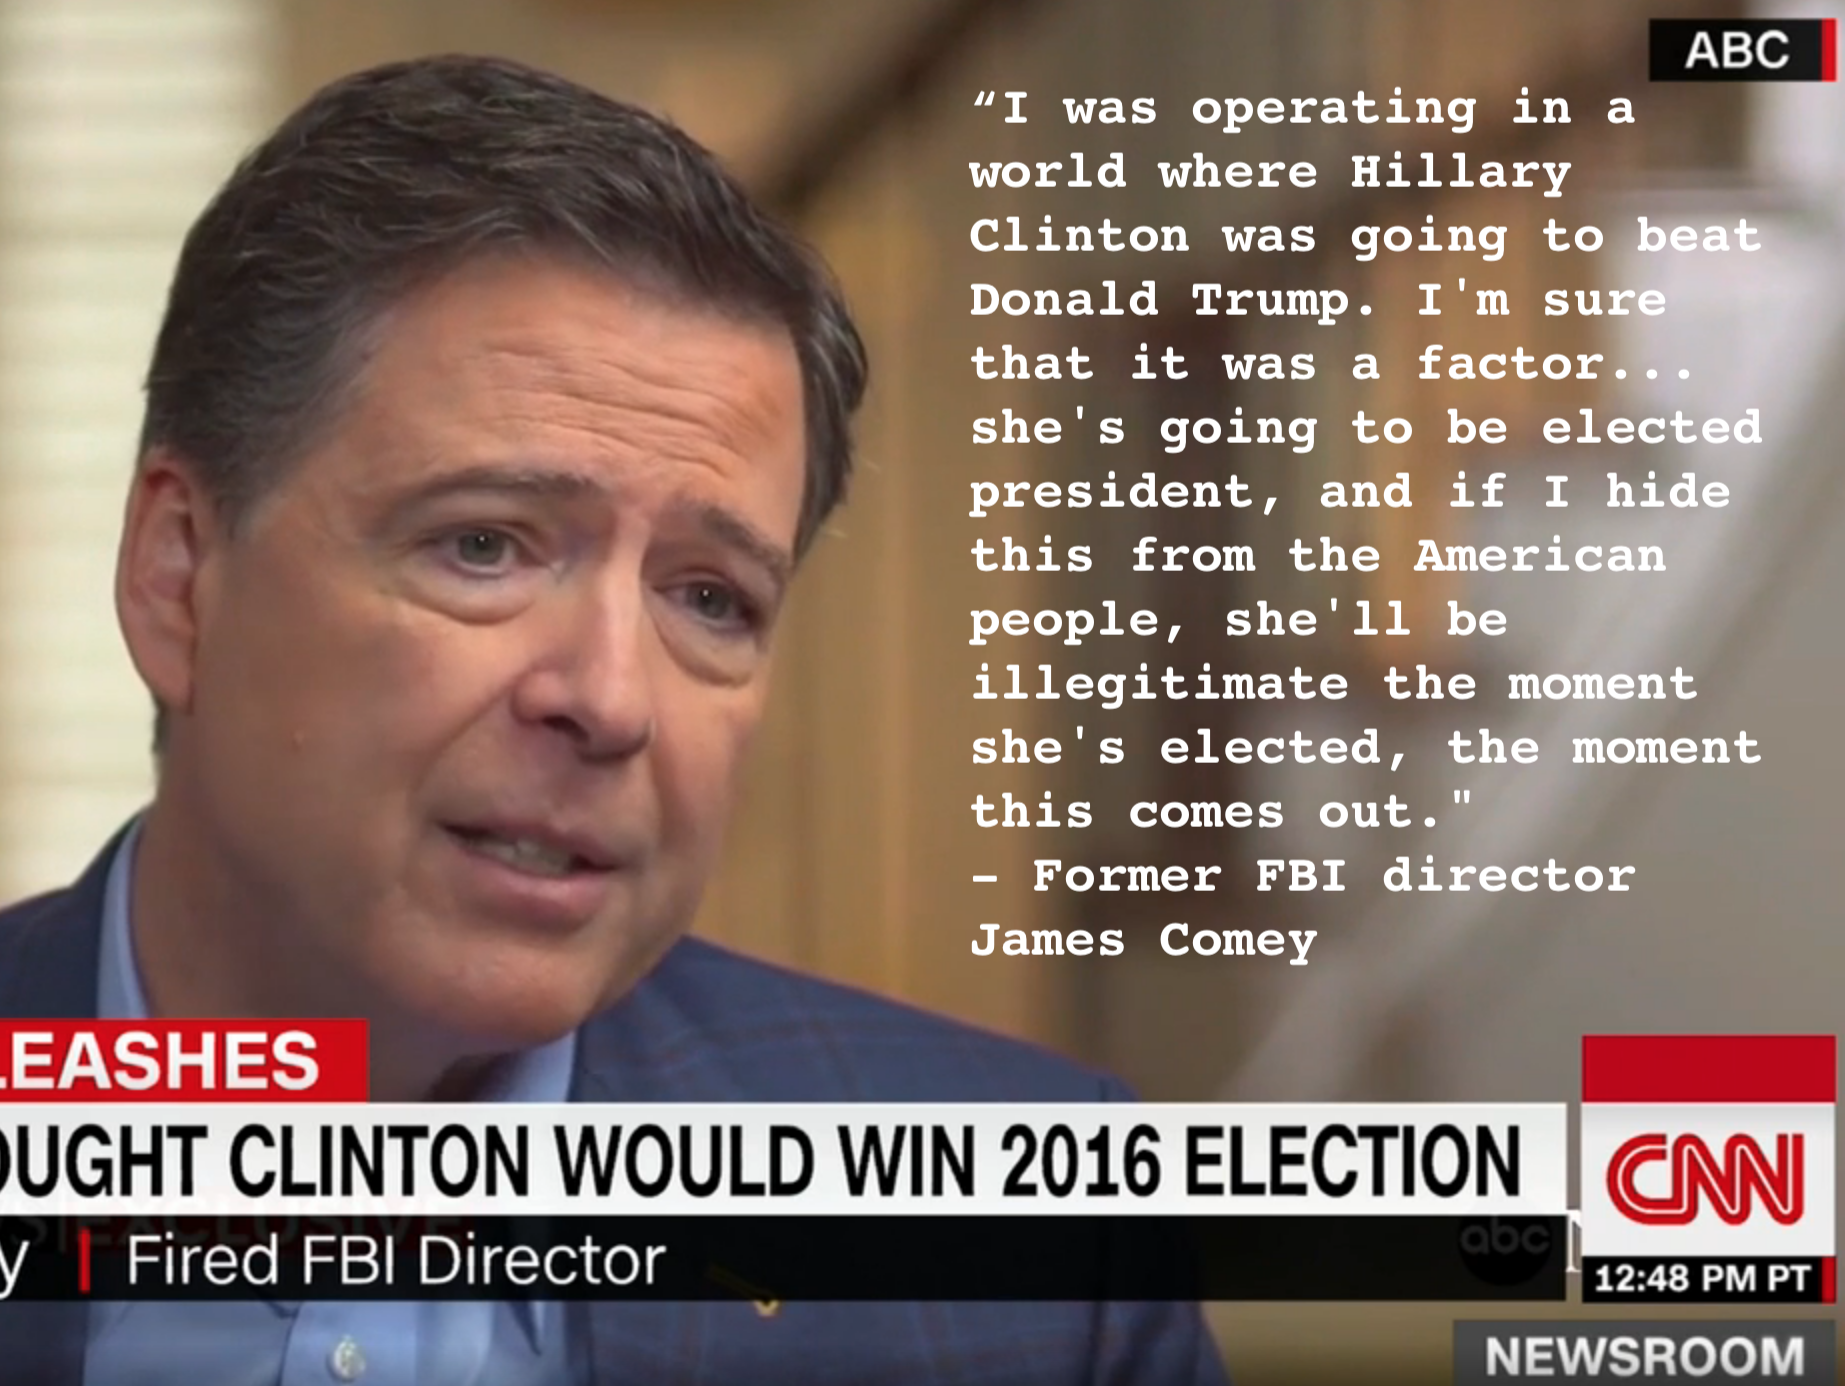 ABC
“I was operating in a
world where Hillary
Clinton was going to beat
Donald Trump. I'm sure
that it was a factor...
she's going to be elected
president, and if I hide
this from the American
people, she'll be
illegitimate the moment
she's elected, the moment
this comes out."
– Former FBI director
James Comey
LEASHES
OUGHT CLINTON WOULD WIN 2016 ELECTION
EXCLUSIVE
y | Fired FBI Director
abc N
CNN
12:48 PM PT
NEWSROOM